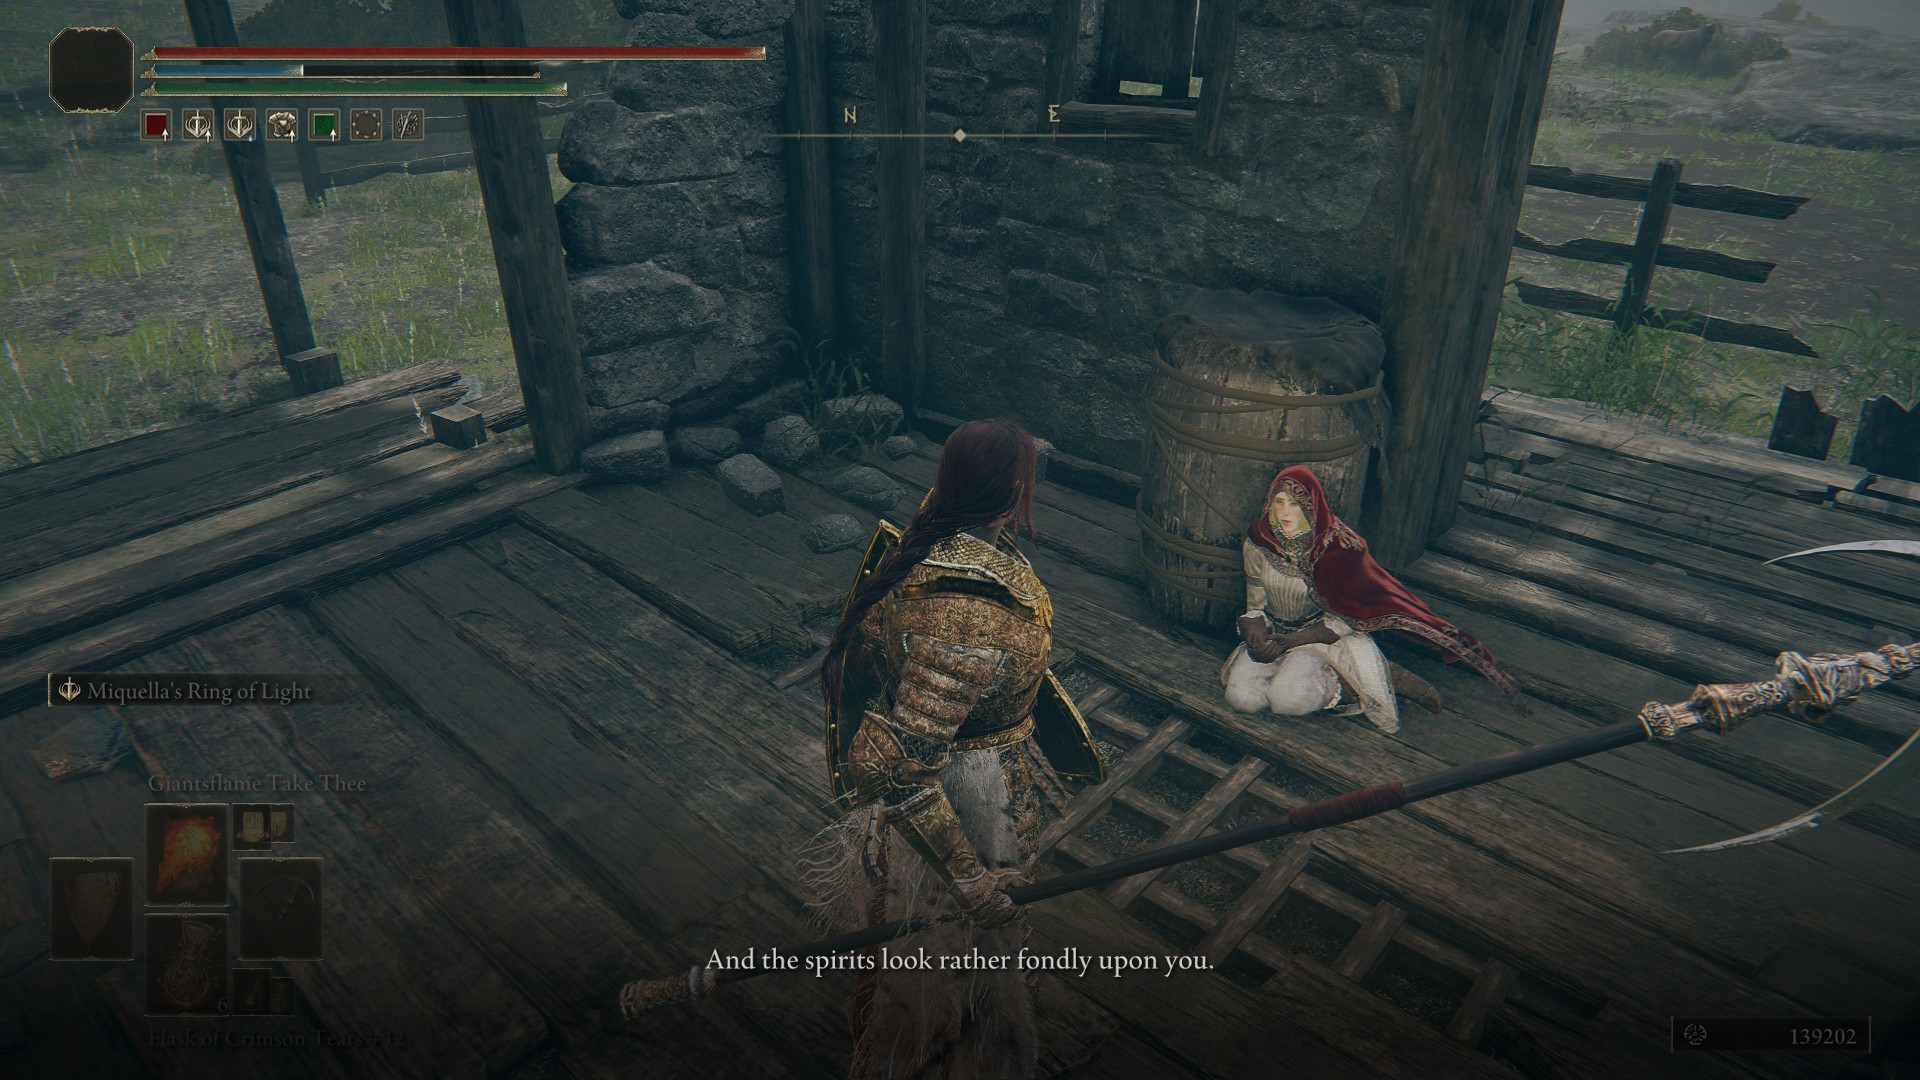 N
E
Miquella's Ring of Light
Giantsflame Take Thee
And the spirits look rather fondly upon you.
6
Flask of Crimson Tears +12
139202